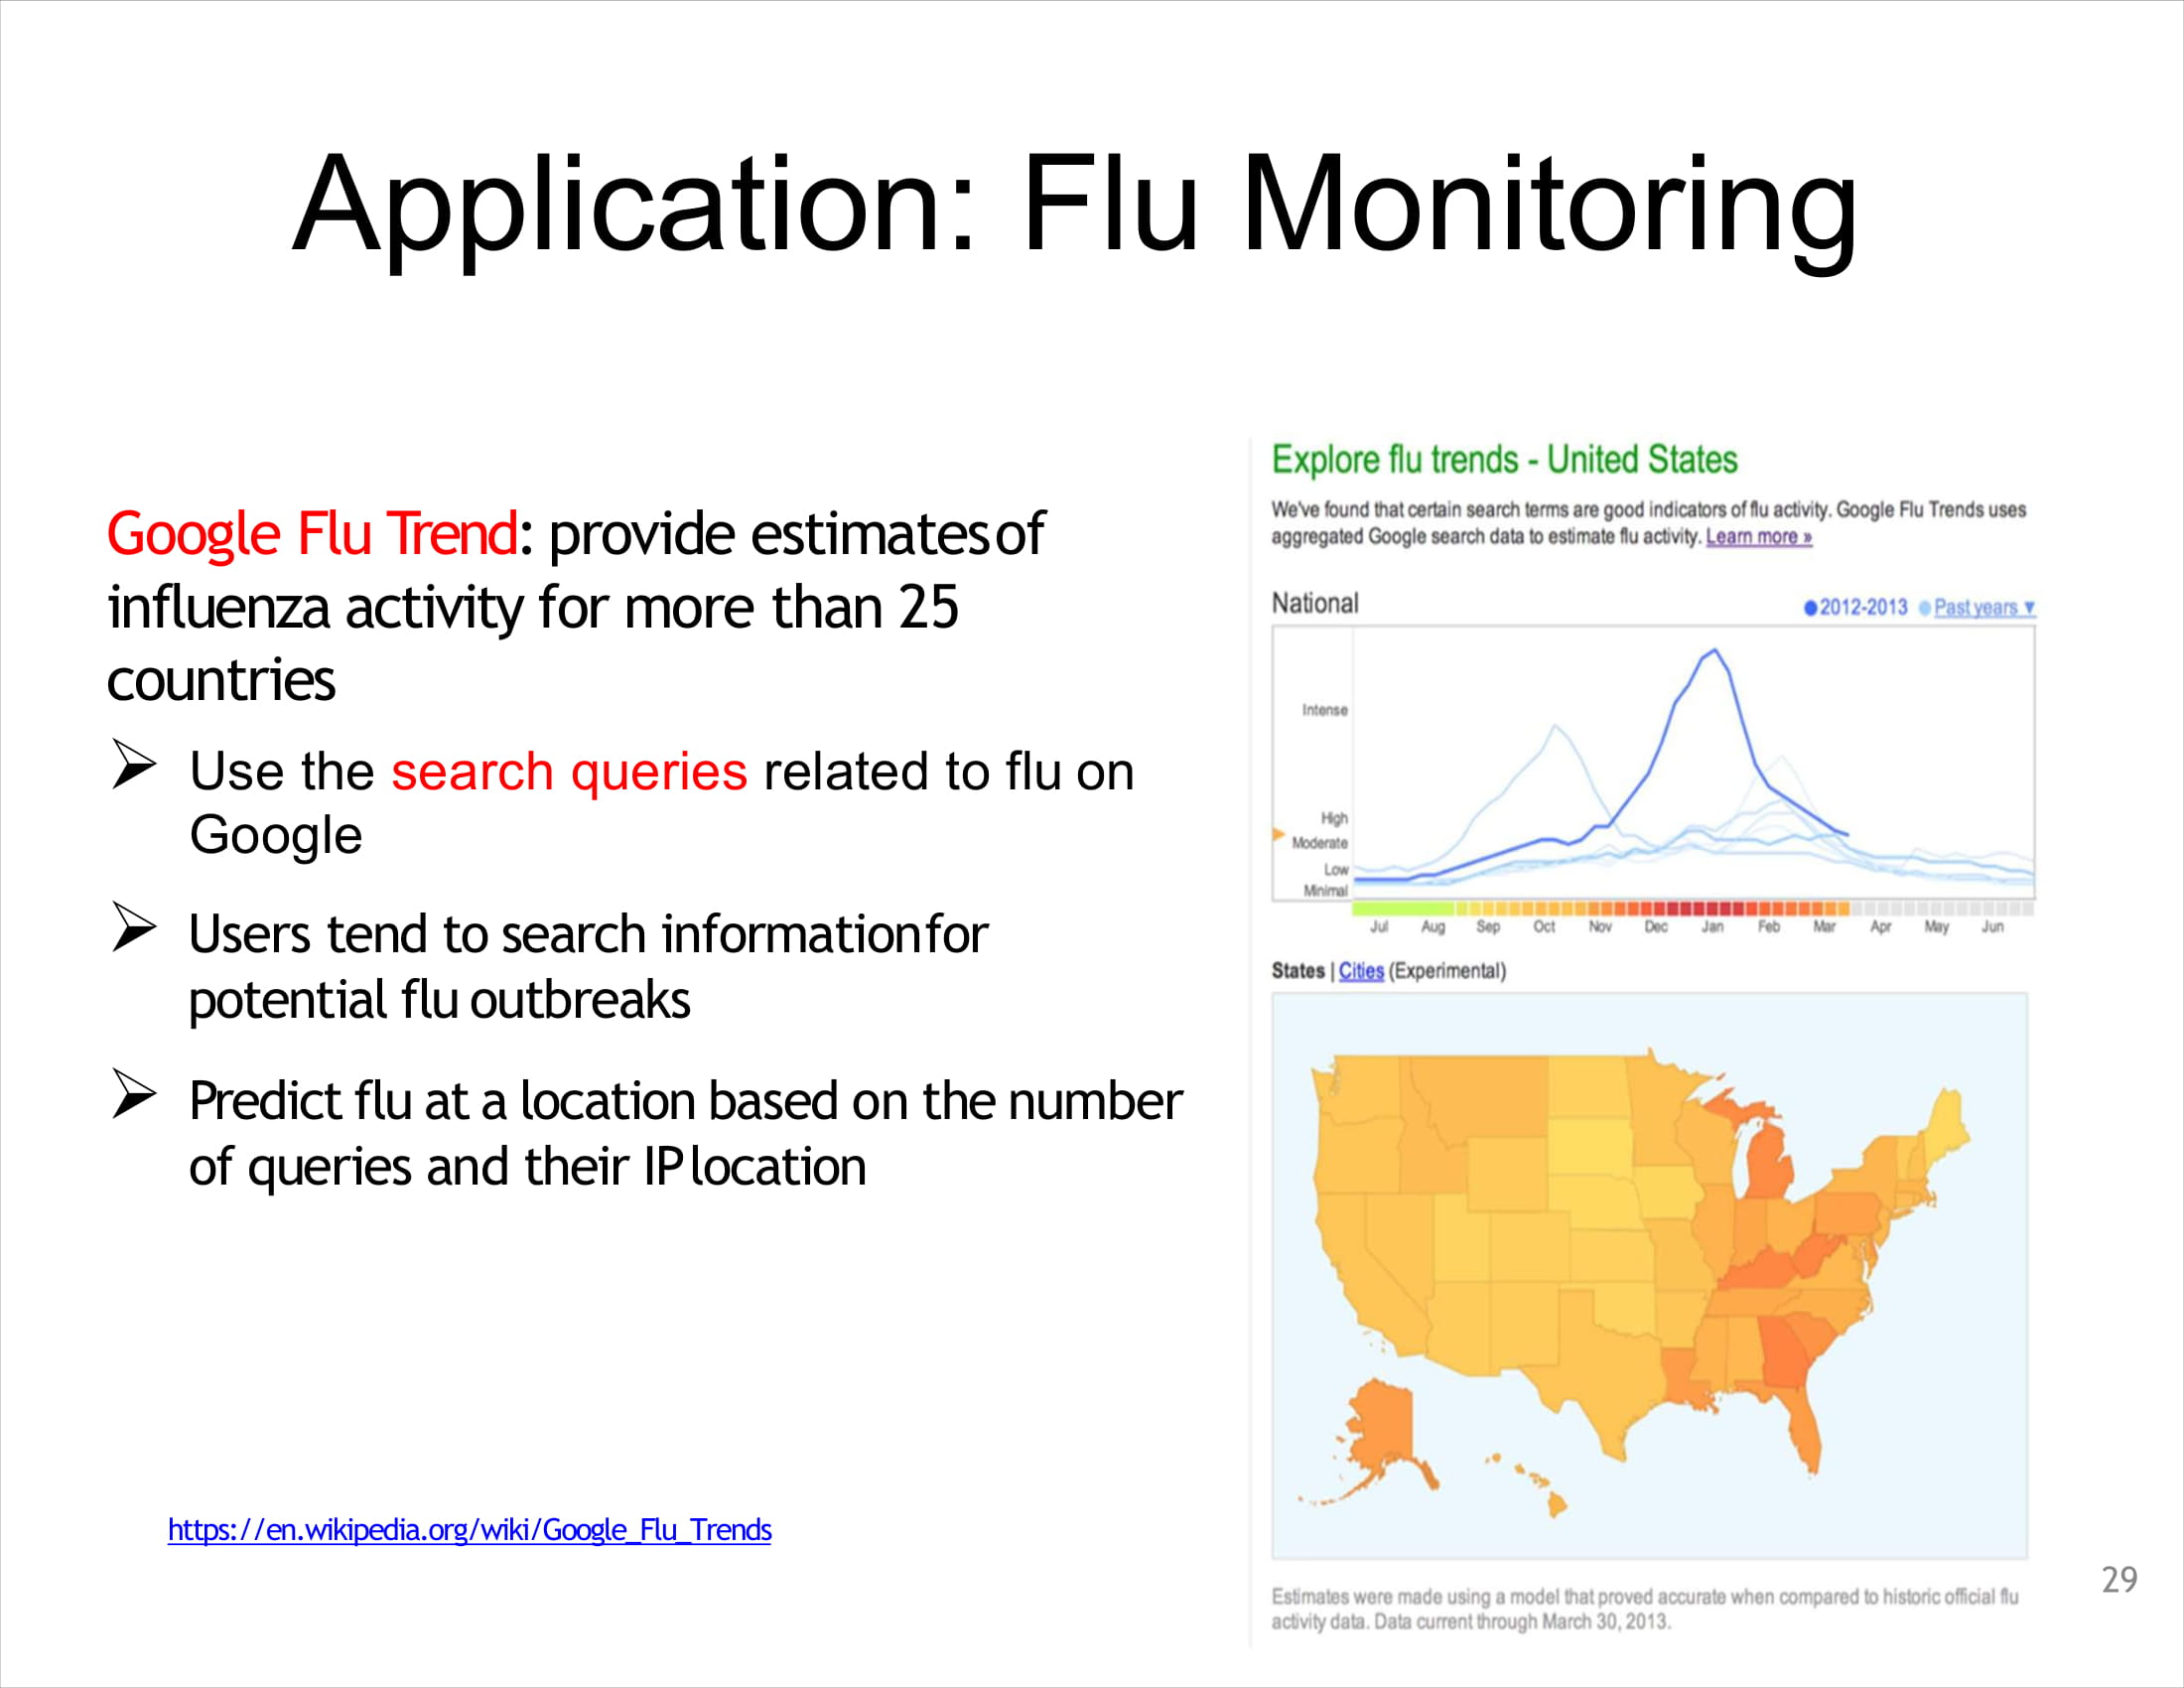 Application: Flu Monitoring
Google Flu Trend: provide estimates of
influenza activity for more than 25
countries
➢ Use the search queries related to flu on
Google
➢ Users tend to search information for
potential flu outbreaks
➢ Predict flu at a location based on the number
of queries and their IP location
https://en.wikipedia.org/wiki/Google_Flu_Trends
Explore flu trends - United States
We've found that certain search terms are good indicators of flu activity. Google Flu Trends uses
aggregated Google search data to estimate flu activity. Learn more »
National
2012-2013 Past years ▼
Intense
High
Moderate
Low
Minimal
Jul Aug Sep Oct Nov Dec Jan Feb Mar Apr May Jun
States | Cities (Experimental)
Estimates were made using a model that proved accurate when compared to historic official flu
activity data. Data current through March 30, 2013.
29